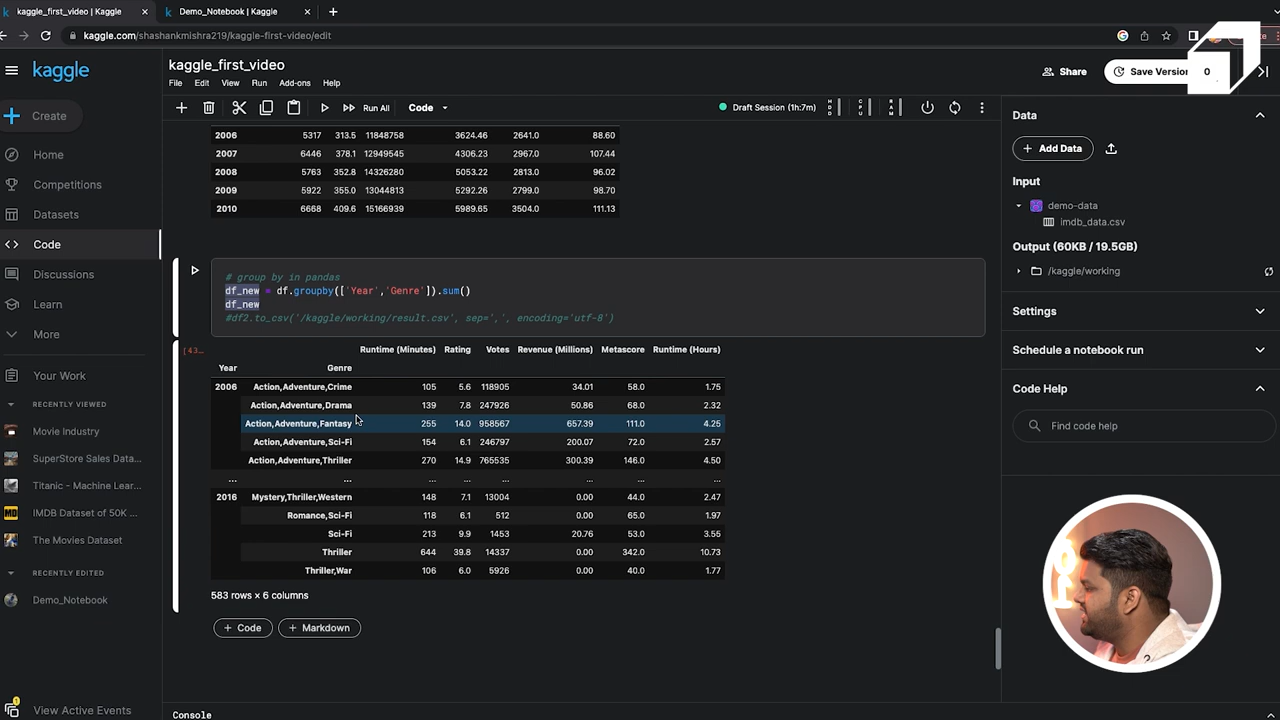 kaggle_first_video | Kaggle
Demo_Notebook | Kaggle
kaggle.com/shashankmishra219/kaggle-first-video/edit
kaggle
Create
Home
Competitions
Datasets
Code
Discussions
Learn
More
Your Work
RECENTLY VIEWED
Movie Industry
SuperStore Sales Data...
Titanic - Machine Lear...
IMDB Dataset of 50K ...
The Movies Dataset
RECENTLY EDITED
Demo_Notebook
View Active Events
kaggle_first_video
File Edit View Run Add-ons Help
Share
Save Version 0
Run All
Code
Draft Session (1h:7m)
2006 5317 313.5 11848758 3624.46 2641.0 88.60
2007 6446 378.1 12949545 4306.23 2967.0 107.44
2008 5763 352.8 14326280 5053.22 2813.0 96.02
2009 5922 355.0 13044813 5292.26 2799.0 98.70
2010 6668 409.6 15166939 5989.65 3504.0 111.13
# group by in pandas
df_new = df.groupby(['Year','Genre']).sum()
df_new
#df2.to_csv('/kaggle/working/result.csv', sep=',', encoding='utf-8')
[43...
Runtime (Minutes) Rating Votes Revenue (Millions) Metascore Runtime (Hours)
Year Genre
2006 Action,Adventure,Crime 105 5.6 118905 34.01 58.0 1.75
Action,Adventure,Drama 139 7.8 247926 50.86 68.0 2.32
Action,Adventure,Fantasy 255 14.0 958567 657.39 111.0 4.25
Action,Adventure,Sci-Fi 154 6.1 246797 200.07 72.0 2.57
Action,Adventure,Thriller 270 14.9 765535 300.39 146.0 4.50
... ... ... ... ... ... ... ...
2016 Mystery,Thriller,Western 148 7.1 13004 0.00 44.0 2.47
Romance,Sci-Fi 118 6.1 512 0.00 65.0 1.97
Sci-Fi 213 9.9 1453 20.76 53.0 3.55
Thriller 644 39.8 14337 0.00 342.0 10.73
Thriller,War 106 6.0 5926 0.00 40.0 1.77
583 rows × 6 columns
+ Code + Markdown
Console
Data
+ Add Data
Input
demo-data
imdb_data.csv
Output (60KB / 19.5GB)
/kaggle/working
Settings
Schedule a notebook run
Code Help
Find code help